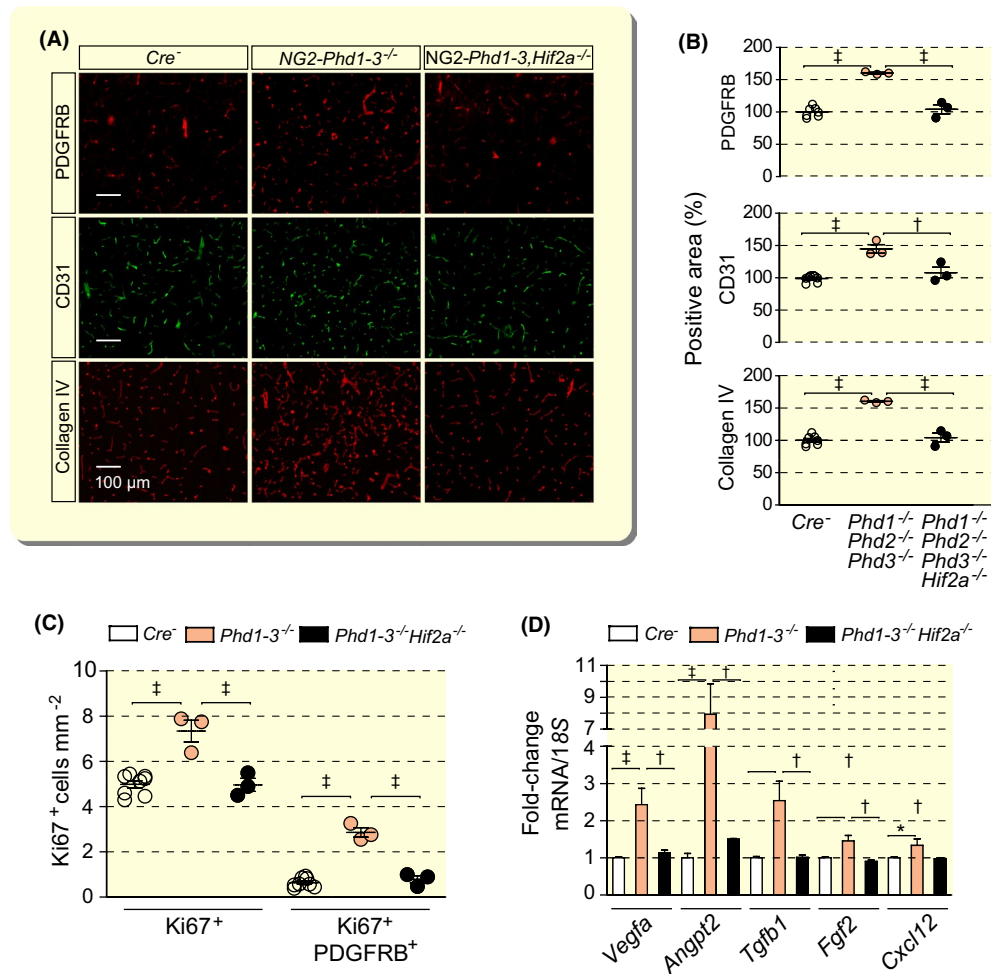 (A)
Cre-
NG2-Phd1-3-/-
NG2-Phd1-3,Hif2a-/-
PDGFRB
CD31
Collagen IV
100 µm
(B)
Positive area (%)
PDGFRB
200
150
100
50
0
‡ ‡
CD31
200
150
100
50
0
‡ †
Collagen IV
200
150
100
50
0
‡ ‡
Cre-
Phd1-/-
Phd2-/-
Phd3-/-
Phd1-/-
Phd2-/-
Phd3-/-
Hif2a-/-
(C)
Cre- Phd1-3-/- Phd1-3-/-Hif2a-/-
Ki67+ cells mm-2
10
8
6
4
2
0
‡ ‡
‡ ‡
Ki67+
Ki67+
PDGFRB+
(D)
Cre- Phd1-3-/- Phd1-3-/-Hif2a-/-
Fold-change
mRNA/18S
11
9
7
4
3
2
1
0
‡ †
‡ †
†
† †
* †
Vegfa
Angpt2
Tgfb1
Fgf2
Cxcl12